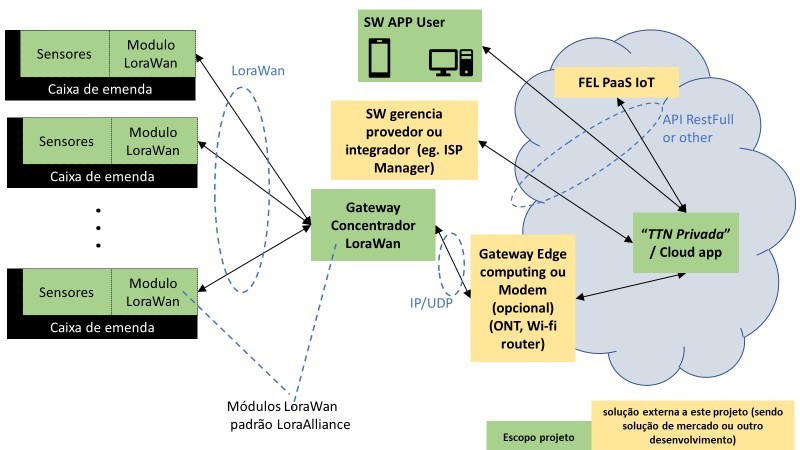 SW APP User
Sensores
Modulo
LoraWan
Caixa de emenda
LoraWan
FEL PaaS IoT
SW gerencia
provedor ou
integrador (eg. ISP
Manager)
API RestFull
or other
Sensores
Modulo
LoraWan
Caixa de emenda
Gateway
Concentrador
LoraWan
“TTN Privada”
/ Cloud app
Gateway Edge
computing ou
Modem
(opcional)
(ONT, Wi-fi
router)
Sensores
Modulo
LoraWan
Caixa de emenda
IP/UDP
Módulos LoraWan
padrão LoraAlliance
Escopo projeto
solução externa a este projeto (sendo
solução de mercado ou outro
desenvolvimento)